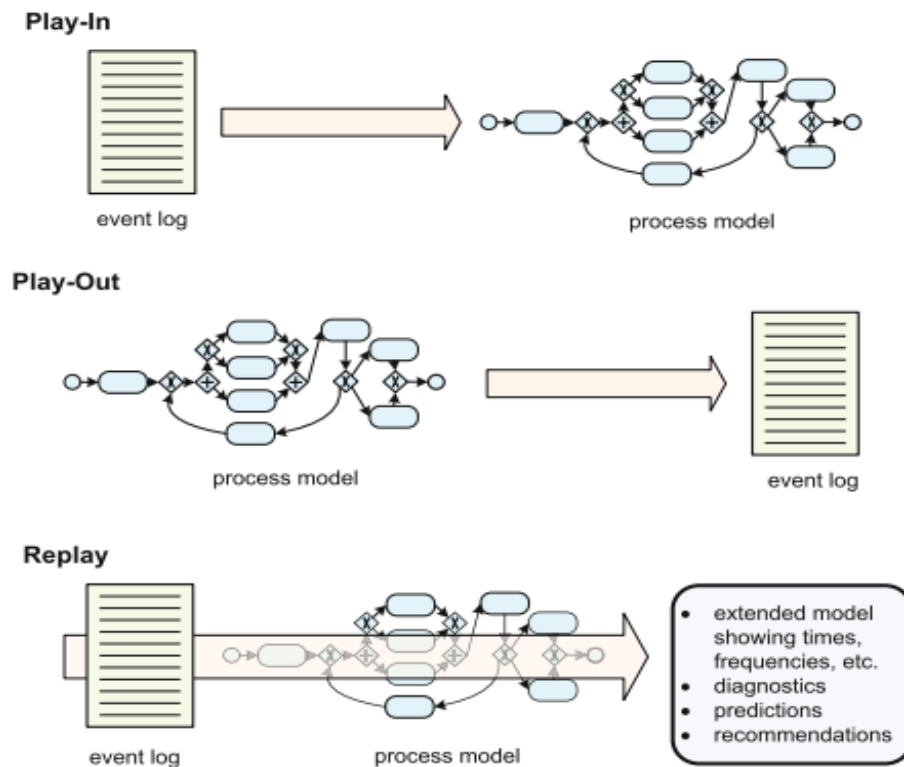 Play-In
event log
process model
Play-Out
process model
event log
Replay
• extended model
showing times,
frequencies, etc.
• diagnostics
• predictions
• recommendations
event log
process model